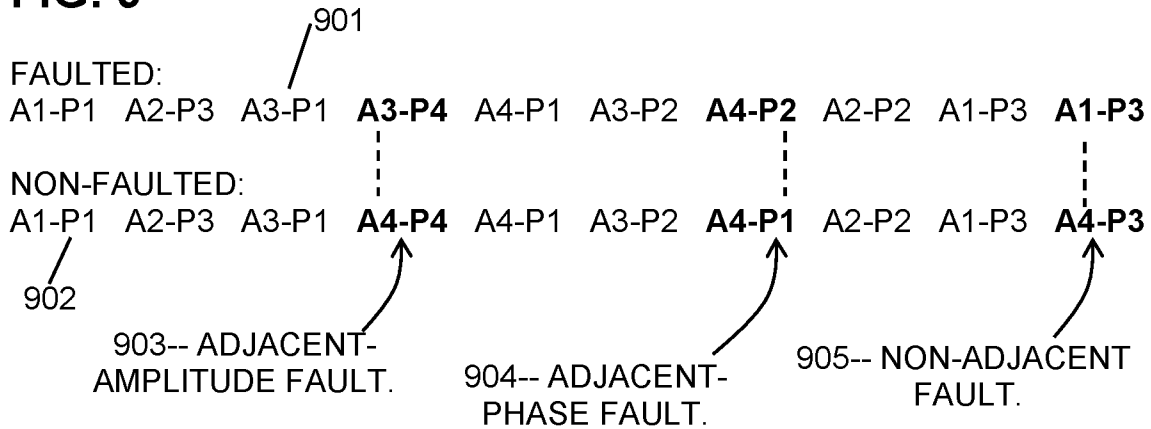 901
FAULTED:
A1-P1 A2-P3 A3-P1 A3-P4 A4-P1 A3-P2 A4-P2 A2-P2 A1-P3 A1-P3
NON-FAULTED:
A1-P1 A2-P3 A3-P1 A4-P4 A4-P1 A3-P2 A4-P1 A2-P2 A1-P3 A4-P3
902
903-- ADJACENT-
AMPLITUDE FAULT.
904-- ADJACENT-
PHASE FAULT.
905-- NON-ADJACENT
FAULT.